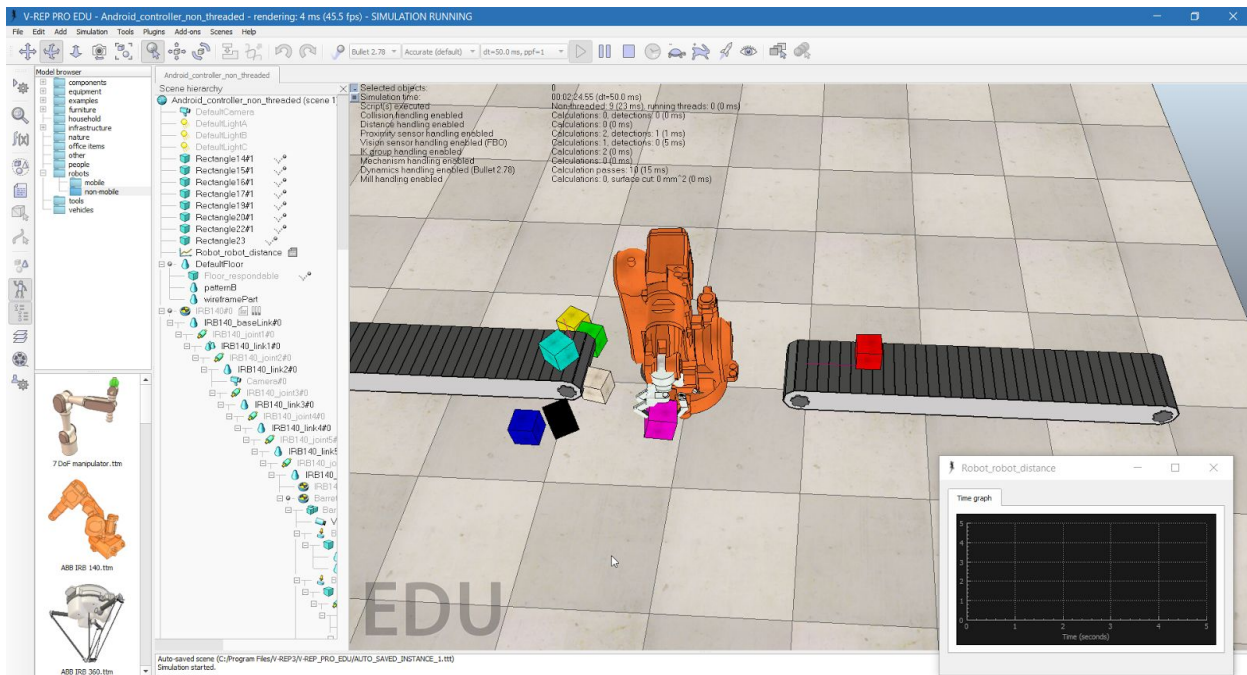 V-REP PRO EDU - Android_controller_non_threaded - rendering: 4 ms (45.5 fps) - SIMULATION RUNNING
File Edit Add Simulation Tools Plugins Add-ons Scenes Help
Bullet 2.78 Accurate (default) dt=50.0 ms, ppf=1
Model browser
components
equipment
examples
furniture
household
infrastructure
nature
office items
other
people
robots
mobile
non-mobile
tools
vehicles
7 DoF manipulator.ttm
ABB IRB 140.ttm
ABB IRB 360.ttm
Android_controller_non_threaded
Scene hierarchy
Android_controller_non_threaded (scene 1
DefaultCamera
DefaultLightA
DefaultLightB
DefaultLightC
Rectangle14#1
Rectangle15#1
Rectangle16#1
Rectangle17#1
Rectangle19#1
Rectangle20#1
Rectangle22#1
Rectangle23
Robot_robot_distance
DefaultFloor
Floor_respondable
patternB
wireframePart
IRB140#0
IRB140_baseLink#0
IRB140_joint1#0
IRB140_link1#0
IRB140_joint2#0
IRB140_link2#0
Camera#0
IRB140_joint3#0
IRB140_link3#0
IRB140_joint4#0
IRB140_link4#0
IRB140_joint5#
IRB140_link5
IRB140_jo
IRB140_
IRB14
Barret
Bar
V
B
B
Selected objects: 0
Simulation time: 00:02:24.55 (dt=50.0 ms)
Script(s) executed Non-threaded: 9 (23 ms), running threads: 0 (0 ms)
Collision handling enabled Calculations: 0, detections: 0 (0 ms)
Distance handling enabled Calculations: 0 (0 ms)
Proximity sensor handling enabled Calculations: 2, detections: 1 (1 ms)
Vision sensor handling enabled (FBO) Calculations: 1, detections: 0 (5 ms)
IK group handling enabled Calculations: 2 (0 ms)
Mechanism handling enabled Calculations: 0 (0 ms)
Dynamics handling enabled (Bullet 2.78) Calculation passes: 10 (15 ms)
Mill handling enabled Calculations: 0, surface cut: 0 mm^2 (0 ms)
EDU
Robot_robot_distance
Time graph
5
4
3
2
1
0
0 1 2 3 4 5
Time (seconds)
Auto-saved scene (C:/Program Files/V-REP3/V-REP_PRO_EDU/AUTO_SAVED_INSTANCE_1.ttt)
Simulation started.